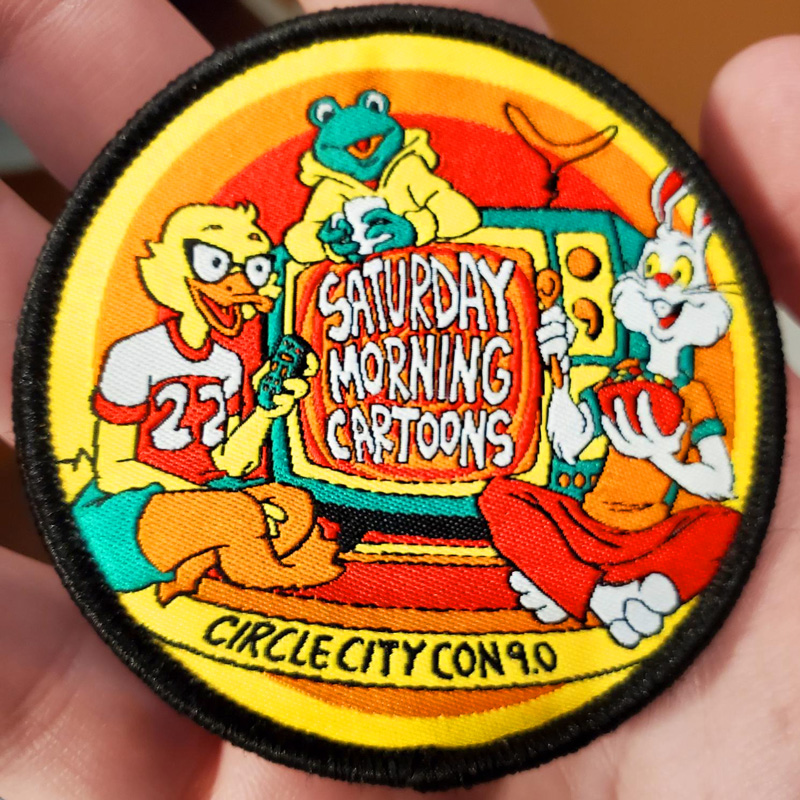 SATURDAY
MORNING
CARTOONS
22
CIRCLE CITY CON 9.0